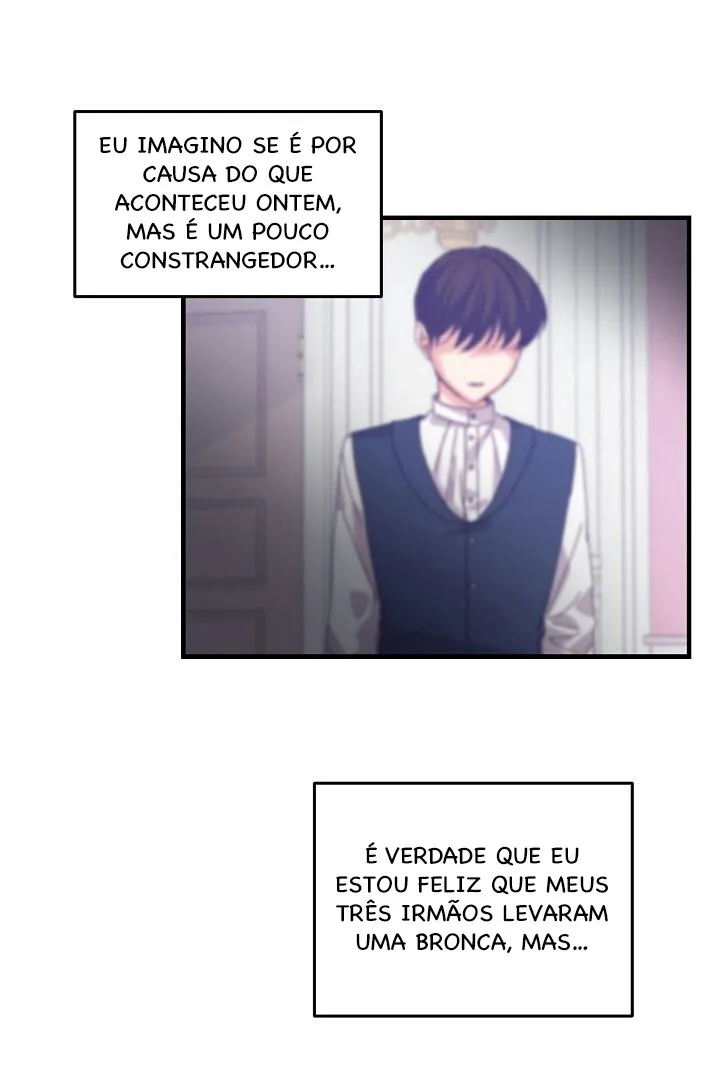 EU IMAGINO SE É POR
CAUSA DO QUE
ACONTECEU ONTEM,
MAS É UM POUCO
CONSTRANGEDOR...
É VERDADE QUE EU
ESTOU FELIZ QUE MEUS
TRÊS IRMÃOS LEVARAM
UMA BRONCA, MAS...